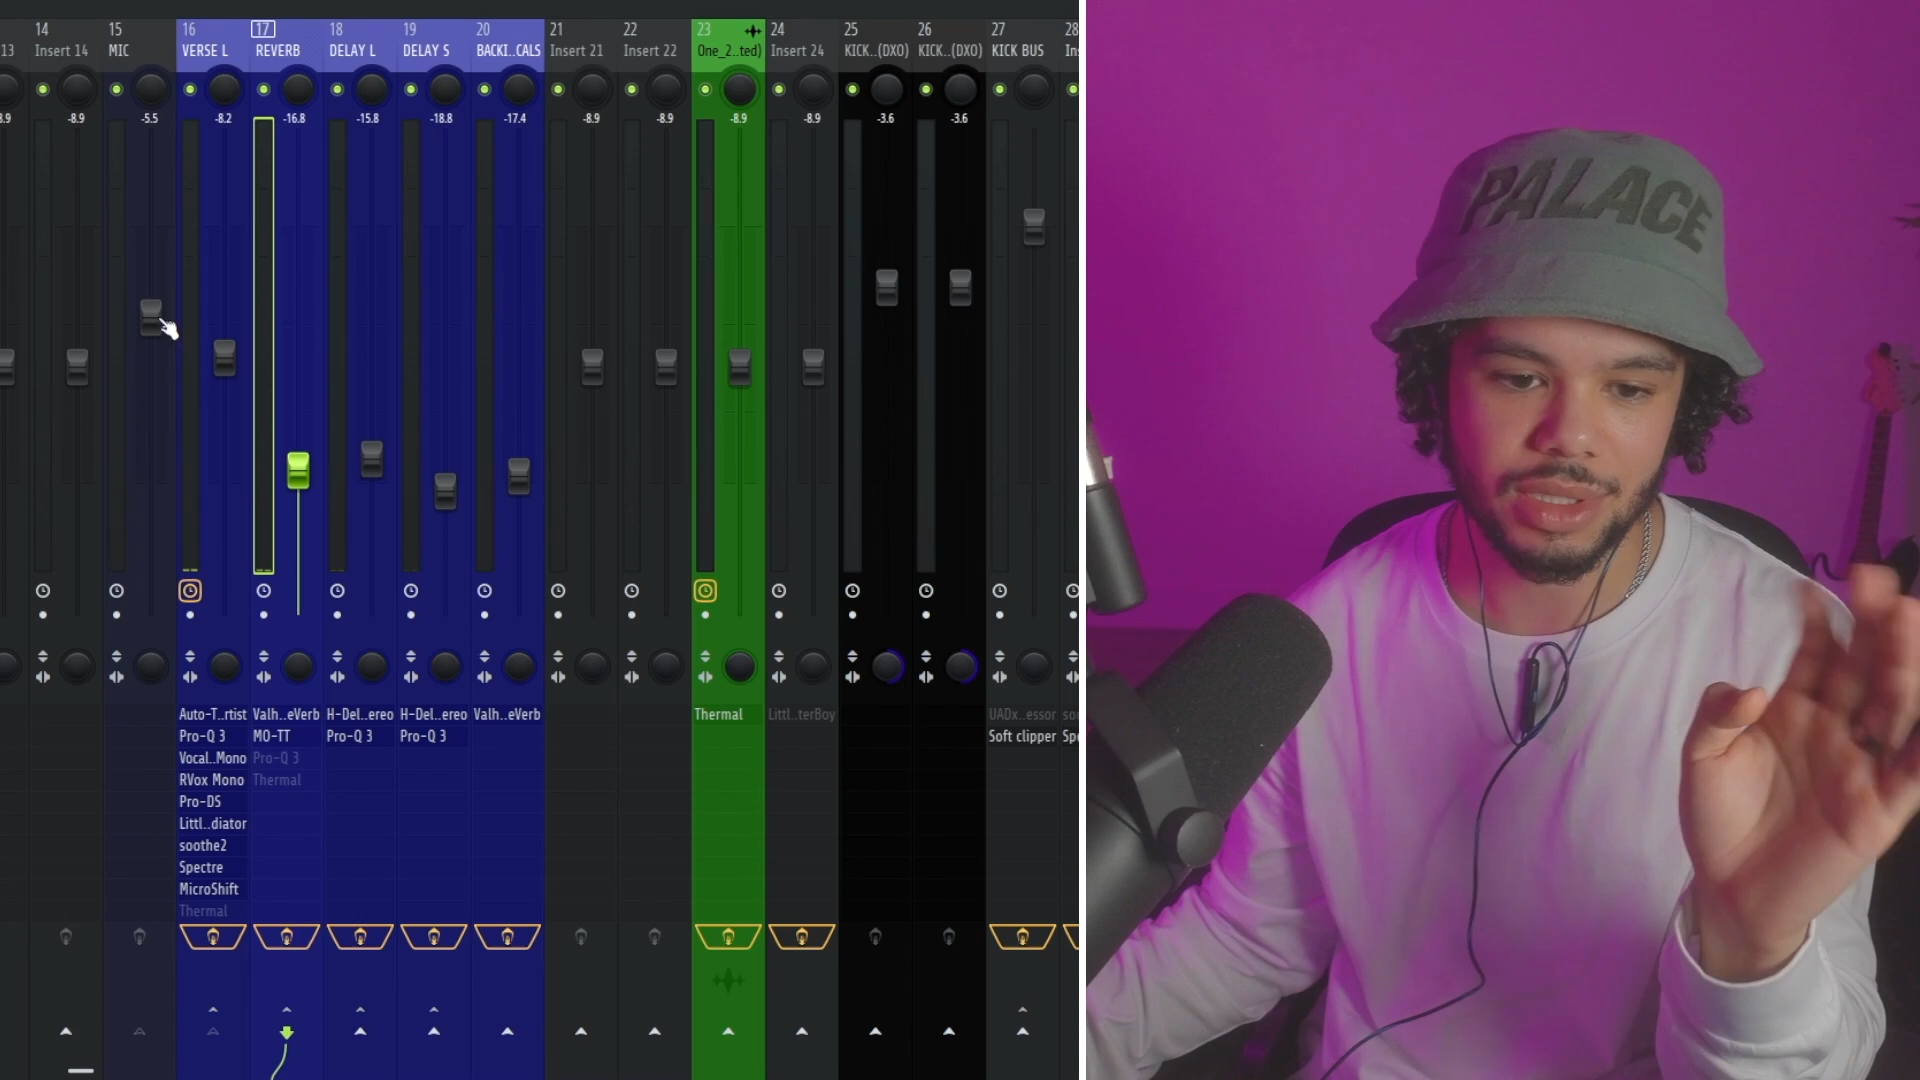 14 15 16 17 18 19 20 21 22 23 24 25 26 27 28
13 Insert 14 MIC VERSE L REVERB DELAY L DELAY S BACKI..CALS Insert 21 Insert 22 One_2..ted) Insert 24 KICK..(DXO) KICK..(DXO) KICK BUS
-8.9 -5.5 -8.2 -16.8 -15.8 -18.8 -17.4 -8.9 -8.9 -8.9 -8.9 -3.6 -3.6
Auto-T..rtist Valh..eVerb H-Del..ereo H-Del..ereo Valh..eVerb Thermal Littl..terBoy UADx..essor
Pro-Q 3 MO-TT Pro-Q 3 Pro-Q 3 Soft clipper
Vocal..Mono Pro-Q 3
RVox Mono Thermal
Pro-DS
Littl..diator
soothe2
Spectre
MicroShift
Thermal
PALACE